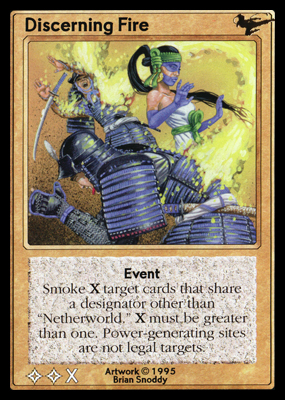 Discerning Fire
Event
Smoke X target cards that share
a designator other than
“Netherworld.” X must be greater
than one. Power-generating sites
are not legal targets.
X
Artwork © 1995
Brian Snoddy